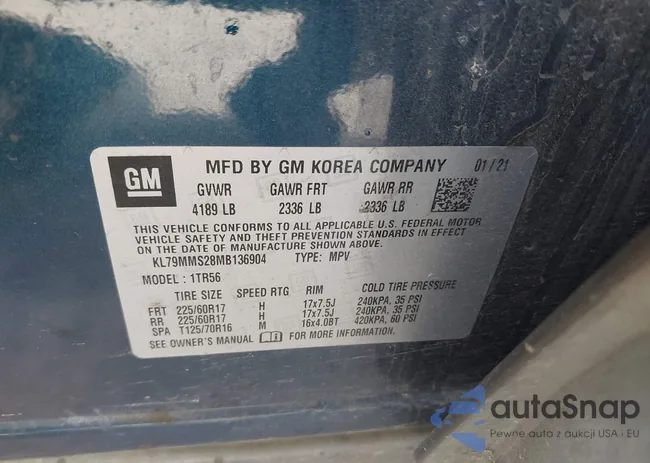 GM MFD BY GM KOREA COMPANY 01/21
GVWR GAWR FRT GAWR RR
4189 LB 2336 LB 2336 LB
THIS VEHICLE CONFORMS TO ALL APPLICABLE U.S. FEDERAL MOTOR
VEHICLE SAFETY AND THEFT PREVENTION STANDARDS IN EFFECT ON
THE DATE OF MANUFACTURE SHOWN ABOVE.
KL79MMS28MB136904 TYPE: MPV
MODEL: 1TR56
TIRE SIZE SPEED RTG RIM COLD TIRE PRESSURE
FRT 225/60R17 H 17x7.5J 240KPA, 35 PSI
RR 225/60R17 H 17x7.5J 240KPA, 35 PSI
SPA T125/70R16 M 16x4.0BT 420KPA, 60 PSI
SEE OWNER'S MANUAL i FOR MORE INFORMATION.
autaSnap
Pewne auto z aukcji USA i EU